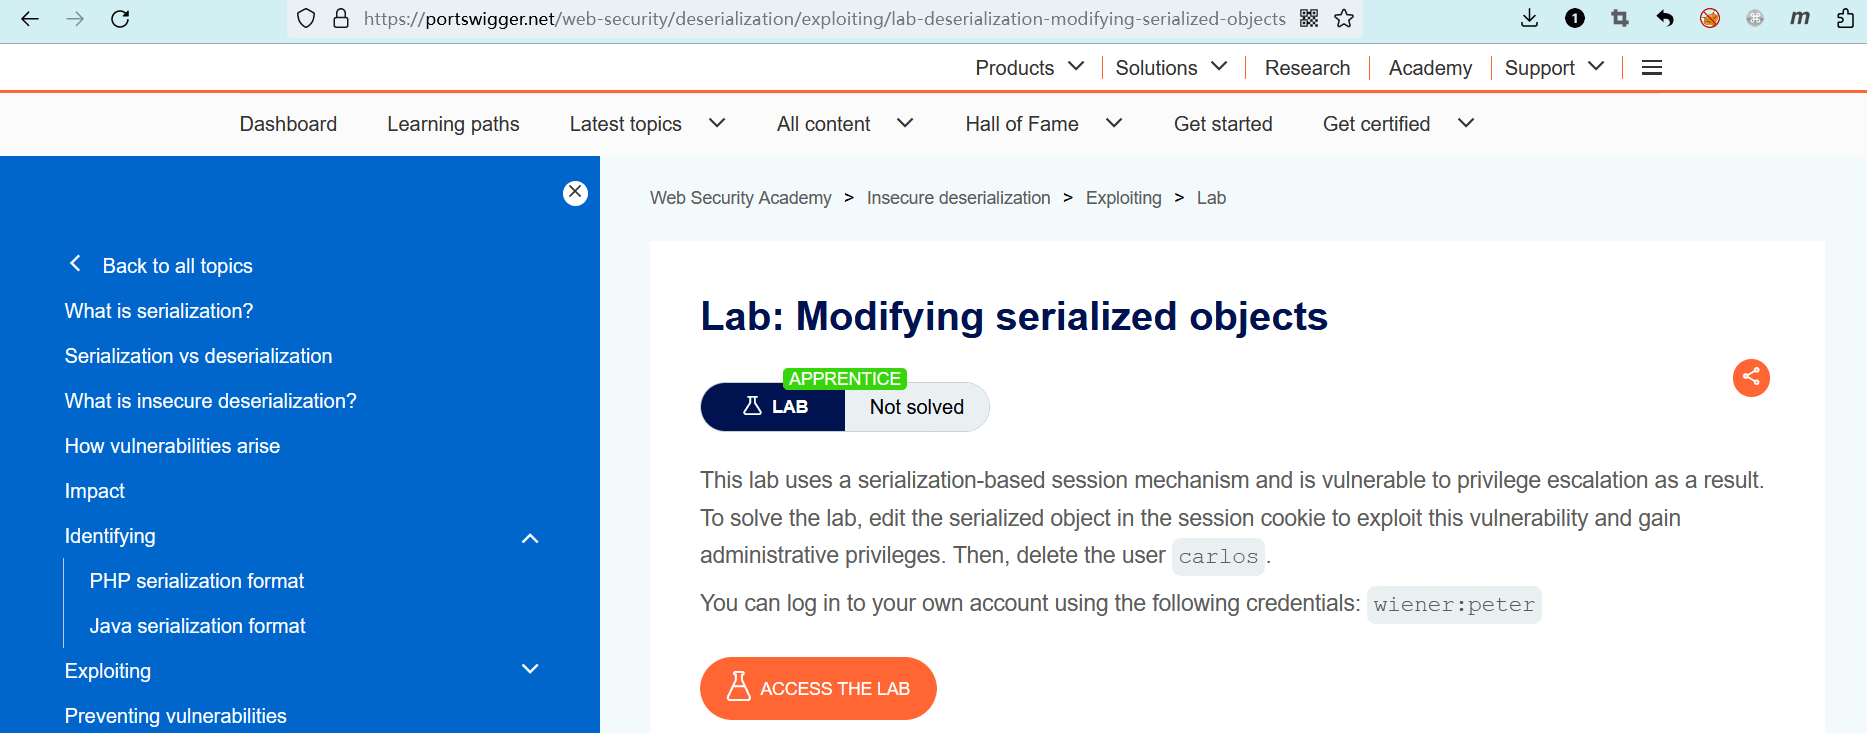 https://portswigger.net/web-security/deserialization/exploiting/lab-deserialization-modifying-serialized-objects
1
m
Products
Solutions
Research
Academy
Support
Dashboard
Learning paths
Latest topics
All content
Hall of Fame
Get started
Get certified
Back to all topics
What is serialization?
Serialization vs deserialization
What is insecure deserialization?
How vulnerabilities arise
Impact
Identifying
PHP serialization format
Java serialization format
Exploiting
Preventing vulnerabilities
Web Security Academy > Insecure deserialization > Exploiting > Lab
Lab: Modifying serialized objects
APPRENTICE
LAB Not solved
This lab uses a serialization-based session mechanism and is vulnerable to privilege escalation as a result.
To solve the lab, edit the serialized object in the session cookie to exploit this vulnerability and gain
administrative privileges. Then, delete the user carlos.
You can log in to your own account using the following credentials: wiener:peter
ACCESS THE LAB